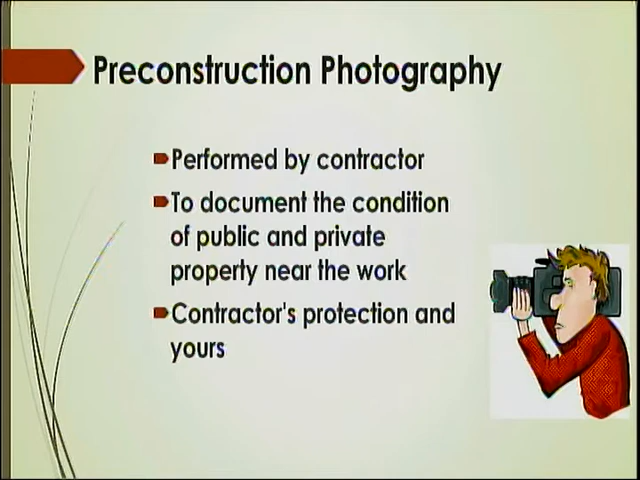 Preconstruction Photography
Performed by contractor
To document the condition
of public and private
property near the work
Contractor's protection and
yours